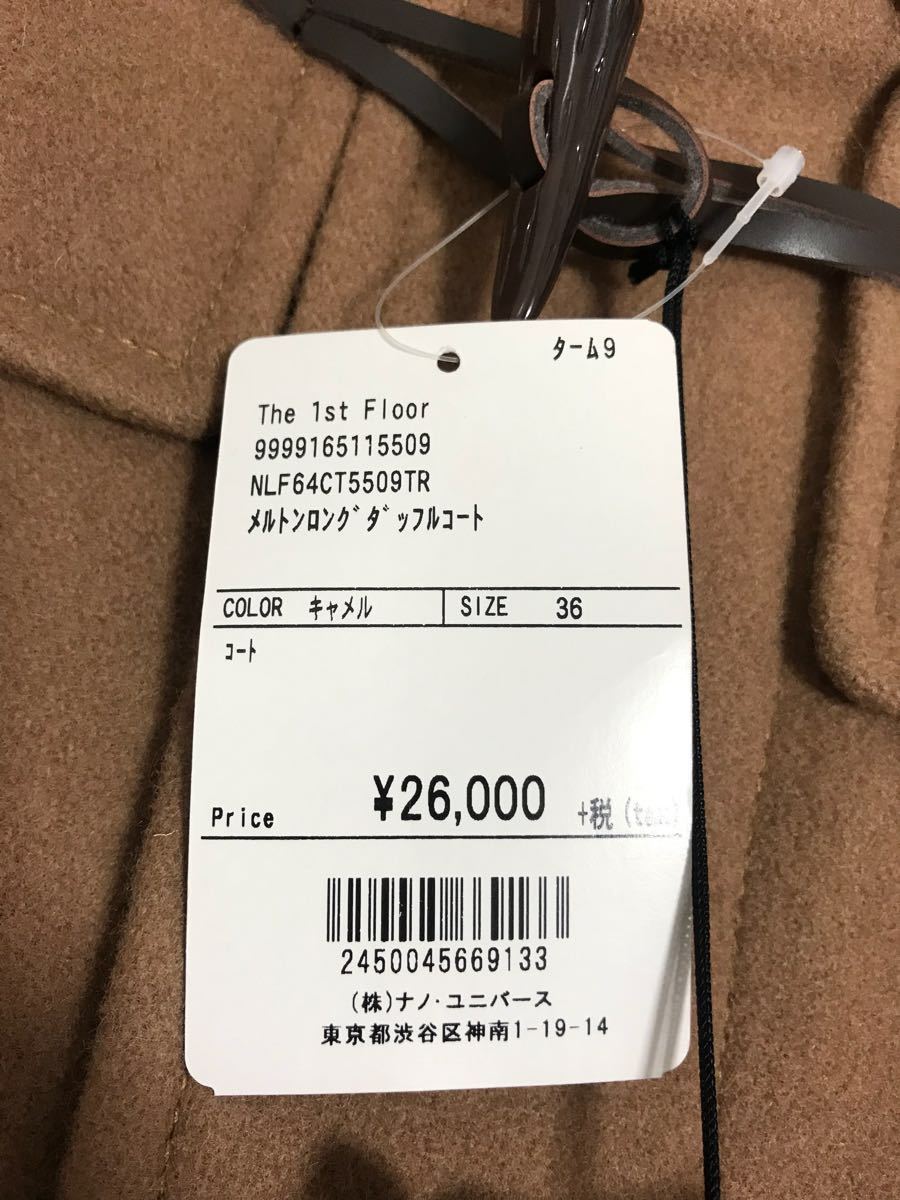 ﾀｰﾑ9
The 1st Floor
9999165115509
NLF64CT5509TR
ﾒﾙﾄﾝﾛﾝｸﾞﾀﾞｯﾌﾙｺｰﾄ
COLOR ｷｬﾒﾙ SIZE 36
ｺｰﾄ
Price ¥26,000 +税 (tax)
2450045669133
(株)ナノ・ユニバース
東京都渋谷区神南1-19-14